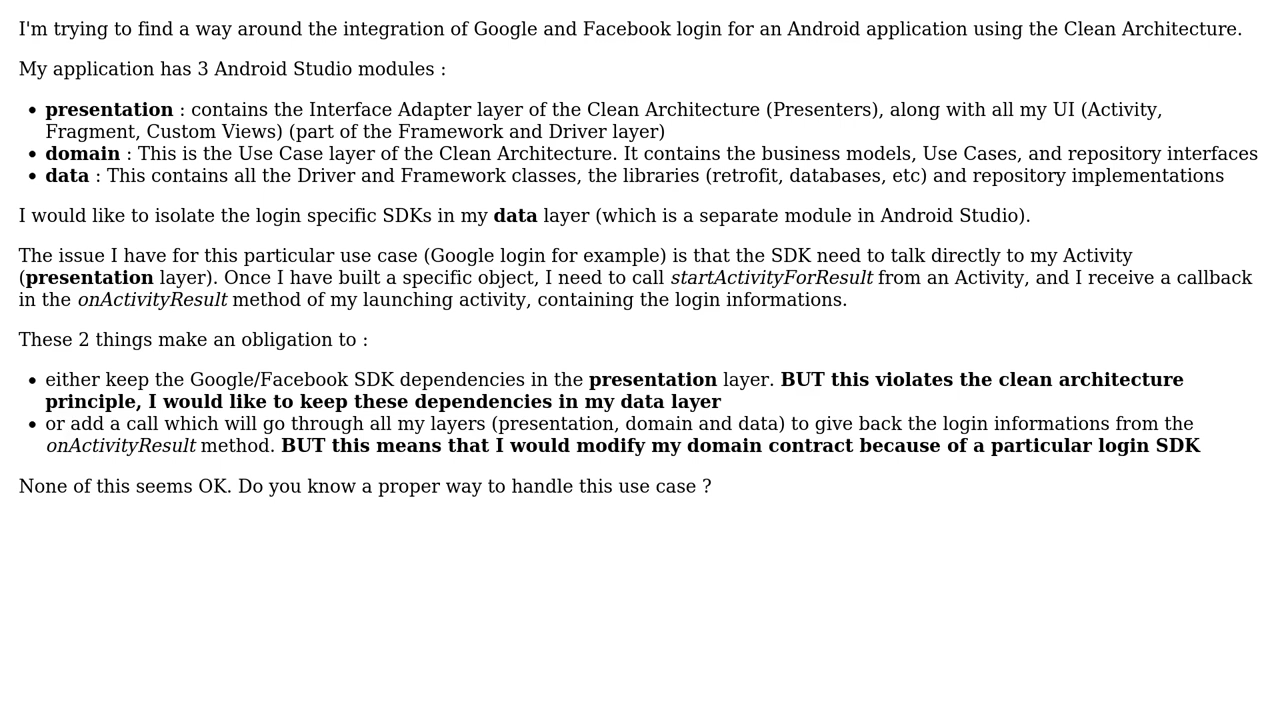 I'm trying to find a way around the integration of Google and Facebook login for an Android application using the Clean Architecture.
My application has 3 Android Studio modules :
• presentation : contains the Interface Adapter layer of the Clean Architecture (Presenters), along with all my UI (Activity,
Fragment, Custom Views) (part of the Framework and Driver layer)
• domain : This is the Use Case layer of the Clean Architecture. It contains the business models, Use Cases, and repository interfaces
• data : This contains all the Driver and Framework classes, the libraries (retrofit, databases, etc) and repository implementations
I would like to isolate the login specific SDKs in my data layer (which is a separate module in Android Studio).
The issue I have for this particular use case (Google login for example) is that the SDK need to talk directly to my Activity
(presentation layer). Once I have built a specific object, I need to call startActivityForResult from an Activity, and I receive a callback
in the onActivityResult method of my launching activity, containing the login informations.
These 2 things make an obligation to :
• either keep the Google/Facebook SDK dependencies in the presentation layer. BUT this violates the clean architecture
principle, I would like to keep these dependencies in my data layer
• or add a call which will go through all my layers (presentation, domain and data) to give back the login informations from the
onActivityResult method. BUT this means that I would modify my domain contract because of a particular login SDK
None of this seems OK. Do you know a proper way to handle this use case ?